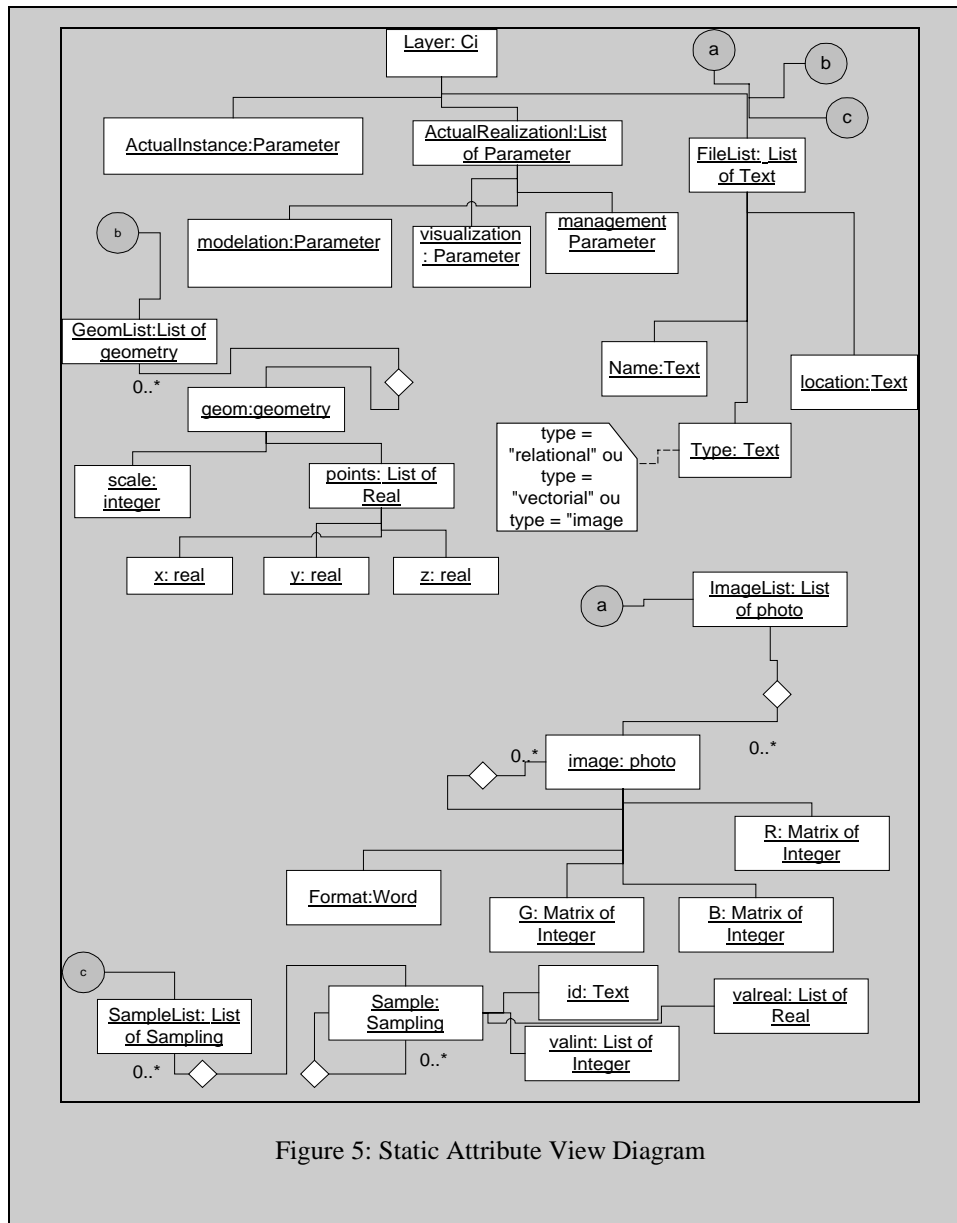 Layer: Ci
a
b
c
ActualInstance:Parameter
ActualRealizationl:List
of Parameter
FileList: List
of Text
b
modelation:Parameter
visualization
: Parameter
management
Parameter
GeomList:List of
geometry
0..*
Name:Text
location:Text
geom:geometry
type =
"relational" ou
type =
"vectorial" ou
type = "image
Type: Text
scale:
integer
points: List of
Real
x: real
y: real
z: real
a
ImageList: List
of photo
0..*
image: photo
0..*
R: Matrix of
Integer
Format:Word
G: Matrix of
Integer
B: Matrix of
Integer
c
SampleList: List
of Sampling
0..*
Sample:
Sampling
0..*
id: Text
valreal: List of
Real
valint: List of
Integer
Figure 5: Static Attribute View Diagram